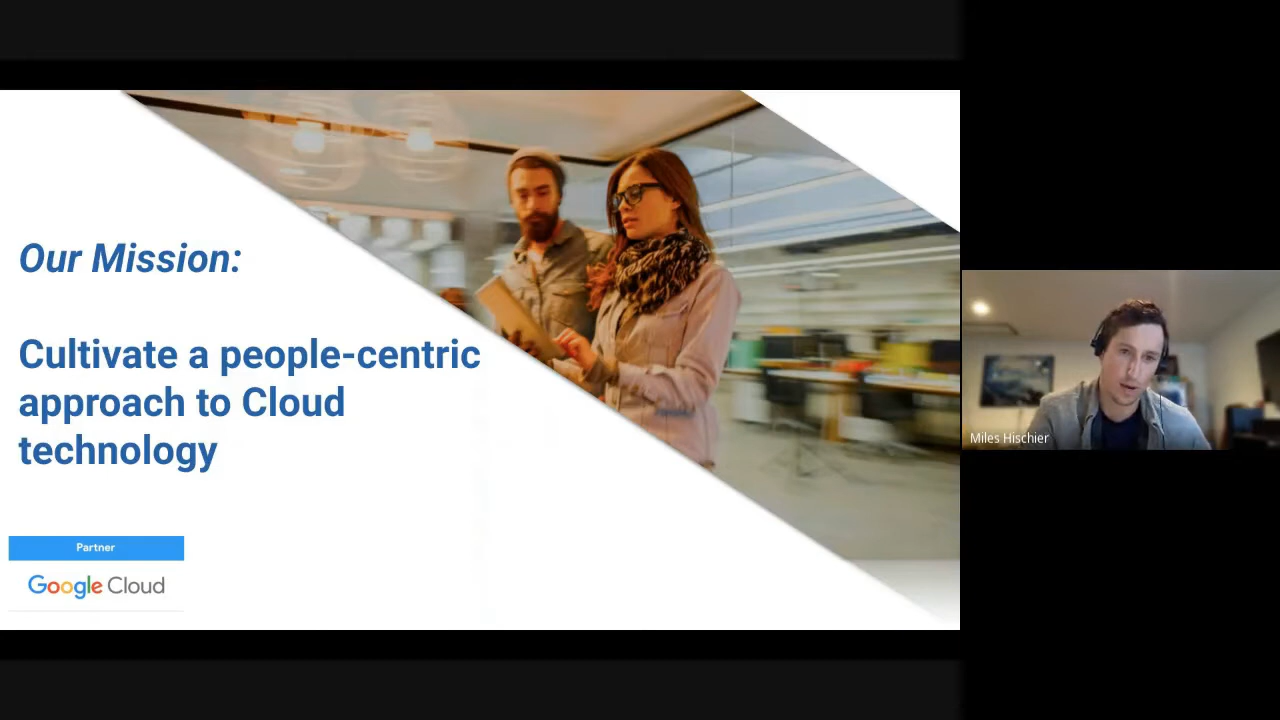 Our Mission:
Cultivate a people-centric
approach to Cloud
technology
Partner
Google Cloud
Miles Hischier